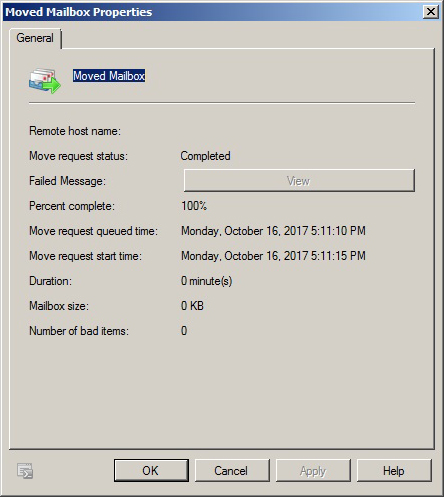 Moved Mailbox Properties
General
Moved Mailbox
Remote host name:
Move request status: Completed
Failed Message: View
Percent complete: 100%
Move request queued time: Monday, October 16, 2017 5:11:10 PM
Move request start time: Monday, October 16, 2017 5:11:15 PM
Duration: 0 minute(s)
Mailbox size: 0 KB
Number of bad items: 0
OK Cancel Apply Help